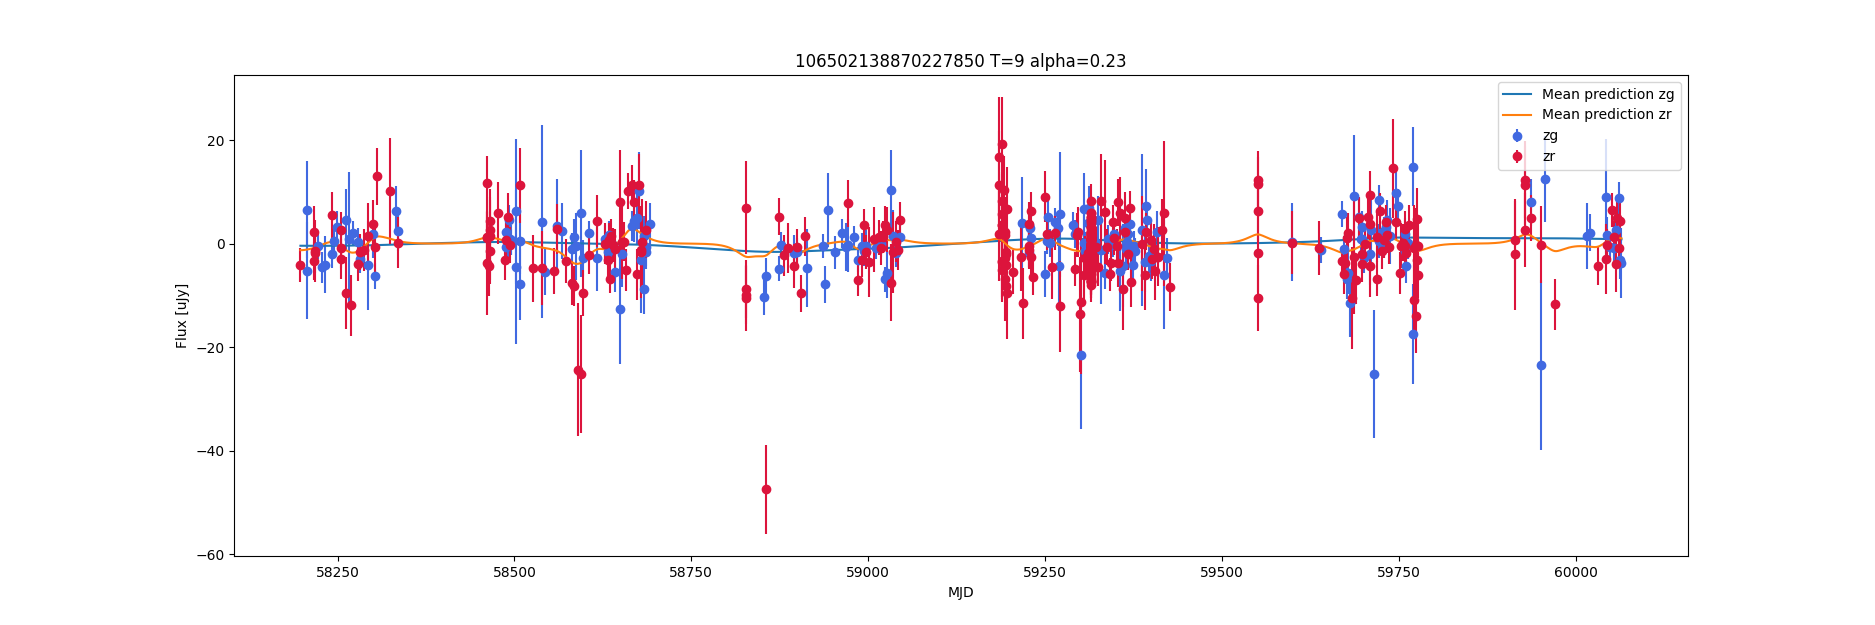 106502138870227850 T=9 alpha=0.23
Mean prediction zg
Mean prediction zr
zg
zr
Flux [uJy]
20
0
−20
−40
−60
58250 58500 58750 59000 59250 59500 59750 60000
MJD